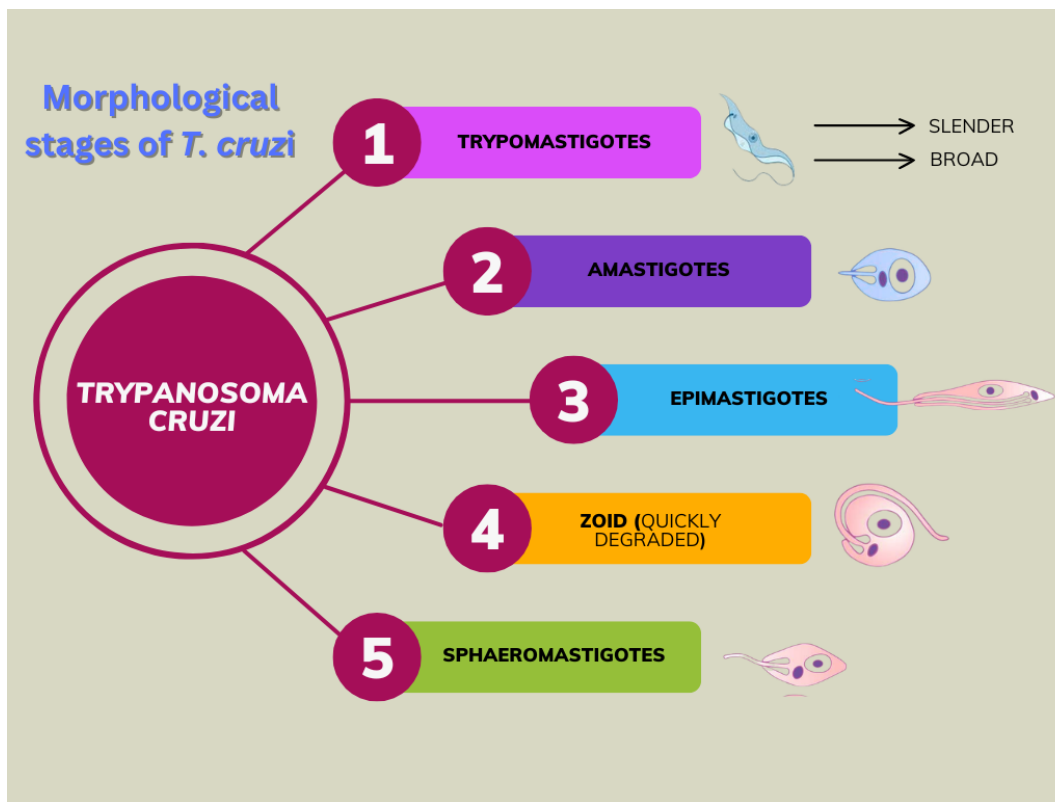 Morphological
stages of T. cruzi
1
TRYPOMASTIGOTES
SLENDER
BROAD
2
AMASTIGOTES
TRYPANOSOMA
CRUZI
3
EPIMASTIGOTES
4
ZOID (QUICKLY
DEGRADED)
5
SPHAEROMASTIGOTES